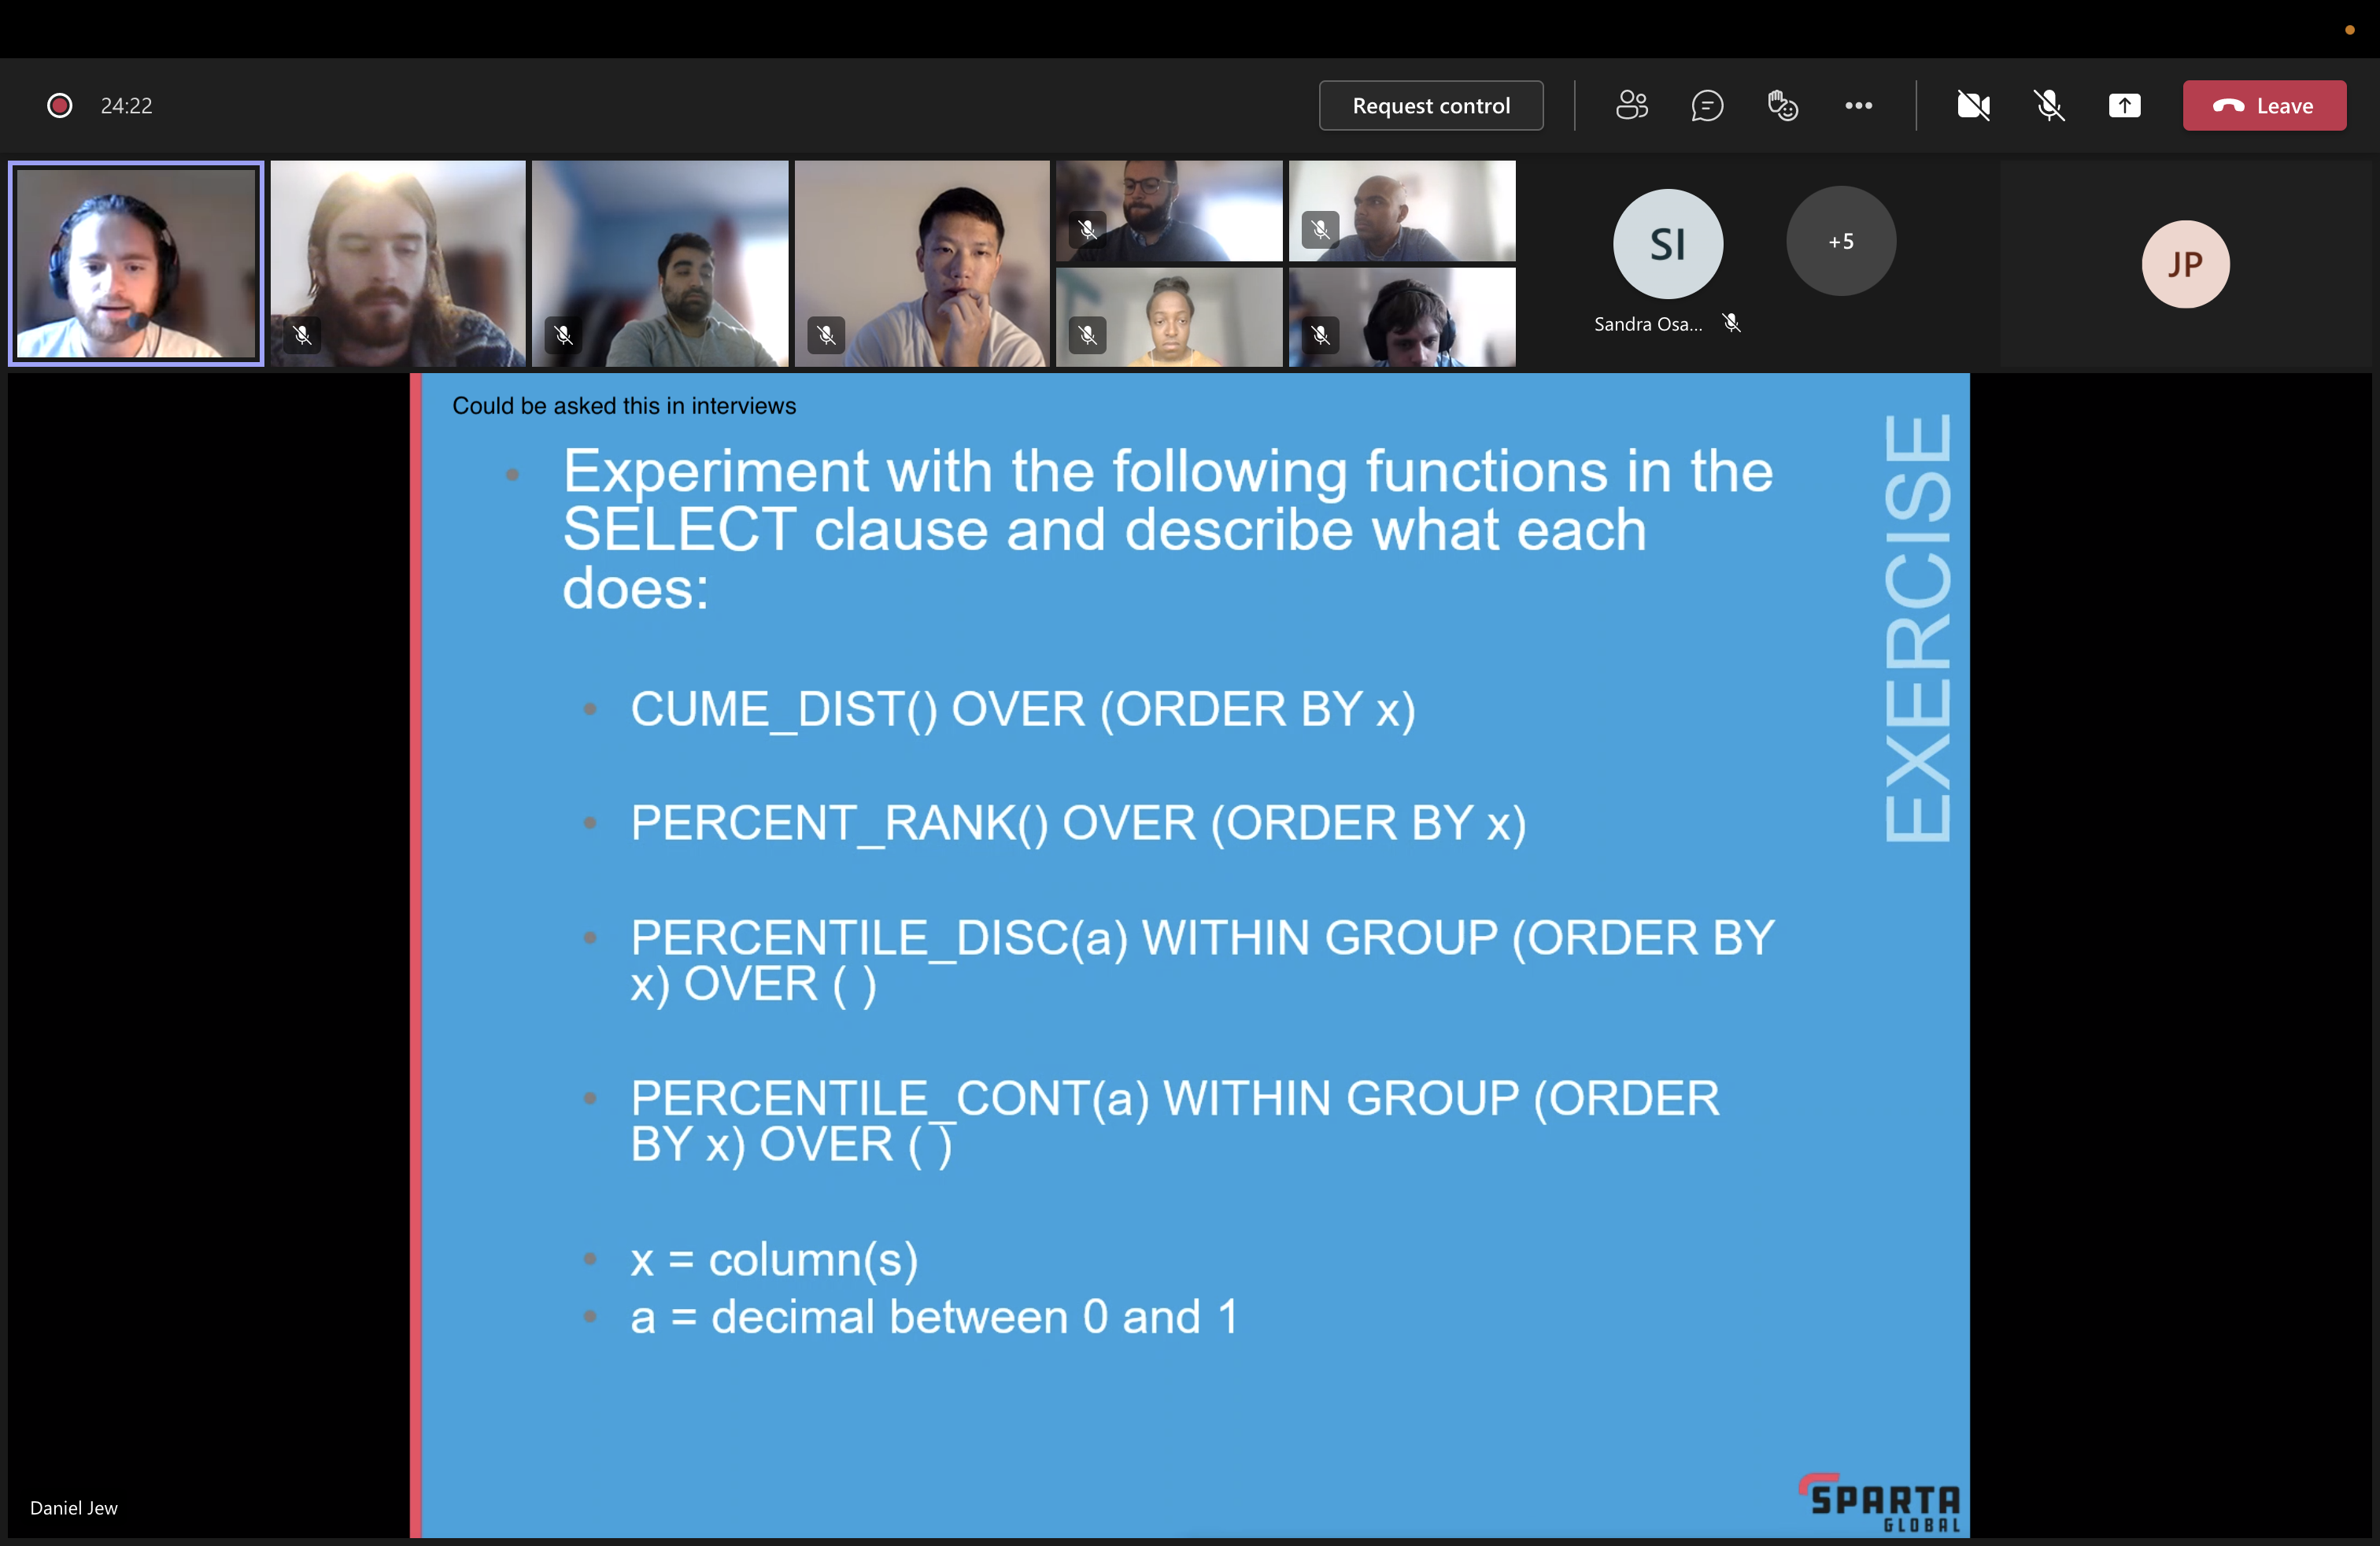 24:22
Request control
Leave
SI
+5
JP
Sandra Osa...
Could be asked this in interviews
EXERCISE
• Experiment with the following functions in the
SELECT clause and describe what each
does:
• CUME_DIST() OVER (ORDER BY x)
• PERCENT_RANK() OVER (ORDER BY x)
• PERCENTILE_DISC(a) WITHIN GROUP (ORDER BY
x) OVER ( )
• PERCENTILE_CONT(a) WITHIN GROUP (ORDER
BY x) OVER ( )
• x = column(s)
• a = decimal between 0 and 1
SPARTA
GLOBAL
Daniel Jew